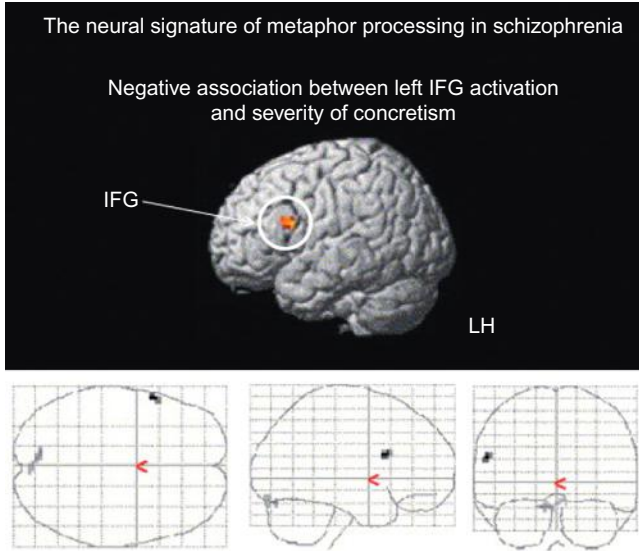 The neural signature of metaphor processing in schizophrenia
Negative association between left IFG activation
and severity of concretism
IFG
LH